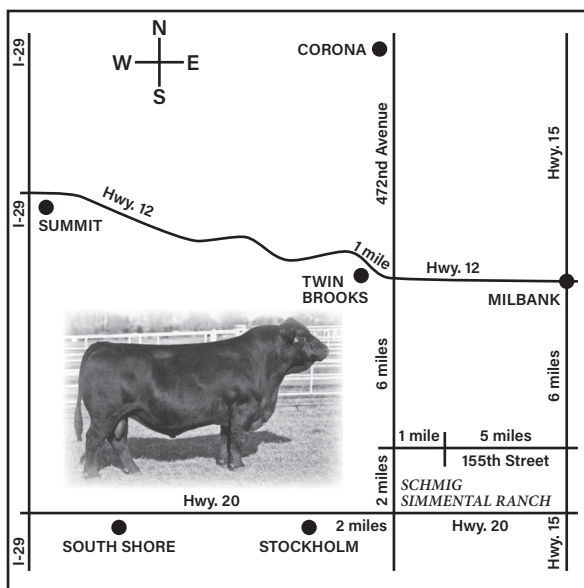 N
W E
S
CORONA
I-29
472nd Avenue
Hwy. 15
I-29
Hwy. 12
SUMMIT
1 mile
Hwy. 12
TWIN
BROOKS
MILBANK
6 miles
6 miles
1 mile
5 miles
155th Street
2 miles
SCHMIG
SIMMENTAL RANCH
Hwy. 20
2 miles
Hwy. 20
SOUTH SHORE
STOCKHOLM
I-29
Hwy. 15